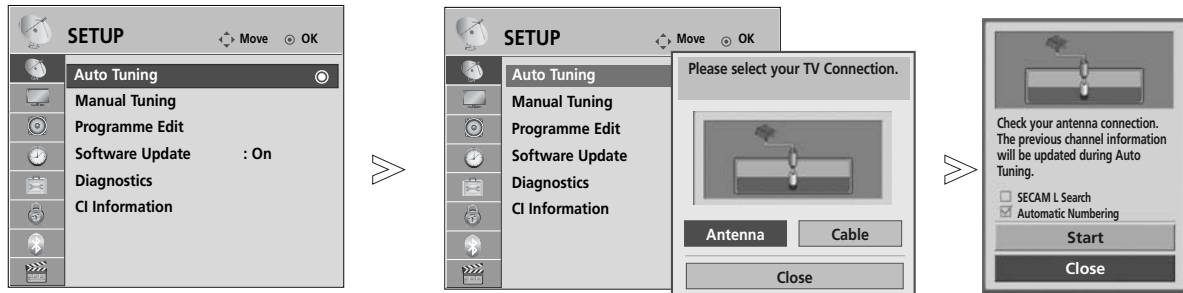 SETUP Move OK
Auto Tuning
Manual Tuning
Programme Edit
Software Update : On
Diagnostics
CI Information
SETUP Move OK
Auto Tuning
Manual Tuning
Programme Edit
Software Update
Diagnostics
CI Information
Please select your TV Connection.
Antenna Cable
Close
Check your antenna connection.
The previous channel information
will be updated during Auto
Tuning.
SECAM L Search
Automatic Numbering
Start
Close